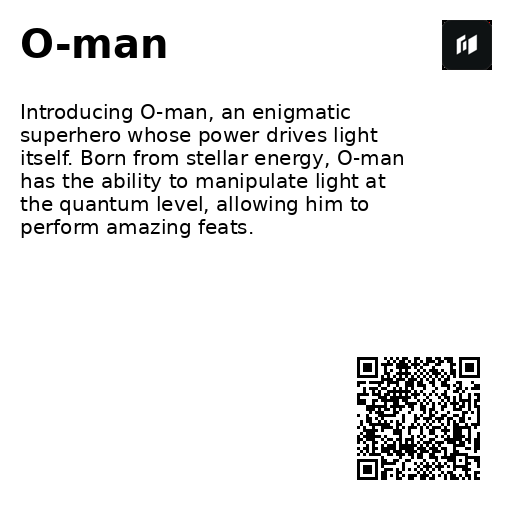 O-man
Introducing O-man, an enigmatic
superhero whose power drives light
itself. Born from stellar energy, O-man
has the ability to manipulate light at
the quantum level, allowing him to
perform amazing feats.